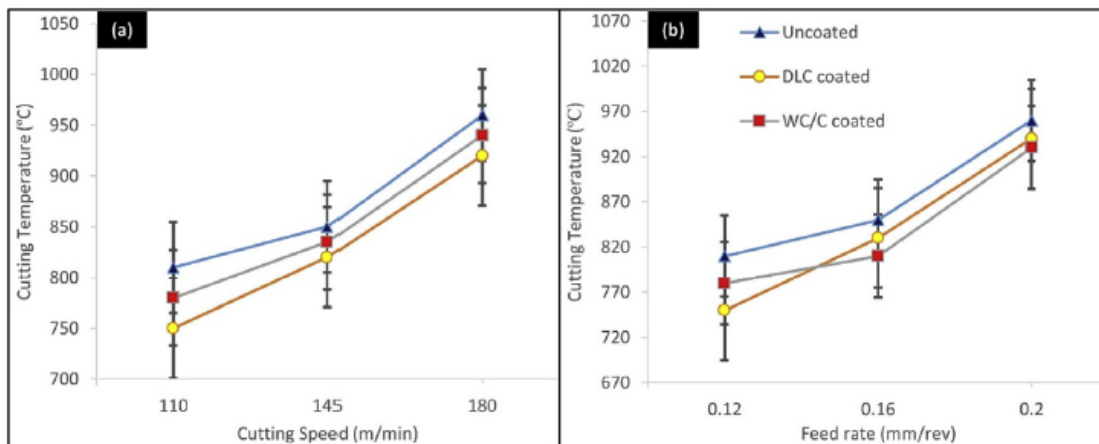 (a)
1050
1000
950
900
850
800
750
700
Cutting Temperature (°C)
110 145 180
Cutting Speed (m/min)
(b)
1070
1020
970
920
870
820
770
720
670
Cutting Temperature (°C)
Uncoated
DLC coated
WC/C coated
0.12 0.16 0.2
Feed rate (mm/rev)